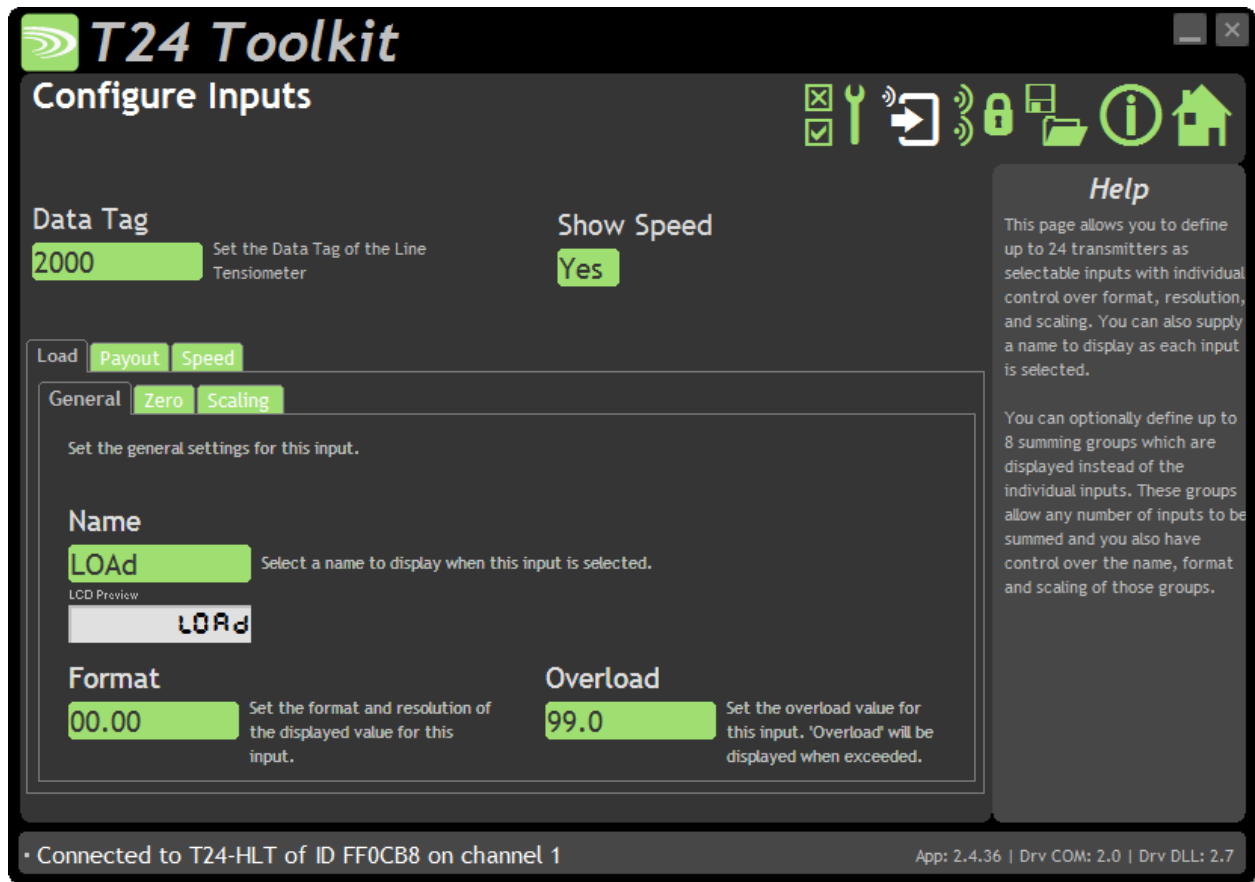 T24 Toolkit
Configure Inputs
Data Tag
2000
Set the Data Tag of the Line
Tensiometer
Show Speed
Yes
Load Payout Speed
General Zero Scaling
Set the general settings for this input.
Name
LOAd
Select a name to display when this input is selected.
LCD Preview
LOAd
Format
00.00
Set the format and resolution of
the displayed value for this
input.
Overload
99.0
Set the overload value for
this input. 'Overload' will be
displayed when exceeded.
Help
This page allows you to define
up to 24 transmitters as
selectable inputs with individual
control over format, resolution,
and scaling. You can also supply
a name to display as each input
is selected.
You can optionally define up to
8 summing groups which are
displayed instead of the
individual inputs. These groups
allow any number of inputs to be
summed and you also have
control over the name, format
and scaling of those groups.
Connected to T24-HLT of ID FF0CB8 on channel 1
App: 2.4.36 | Drv COM: 2.0 | Drv DLL: 2.7